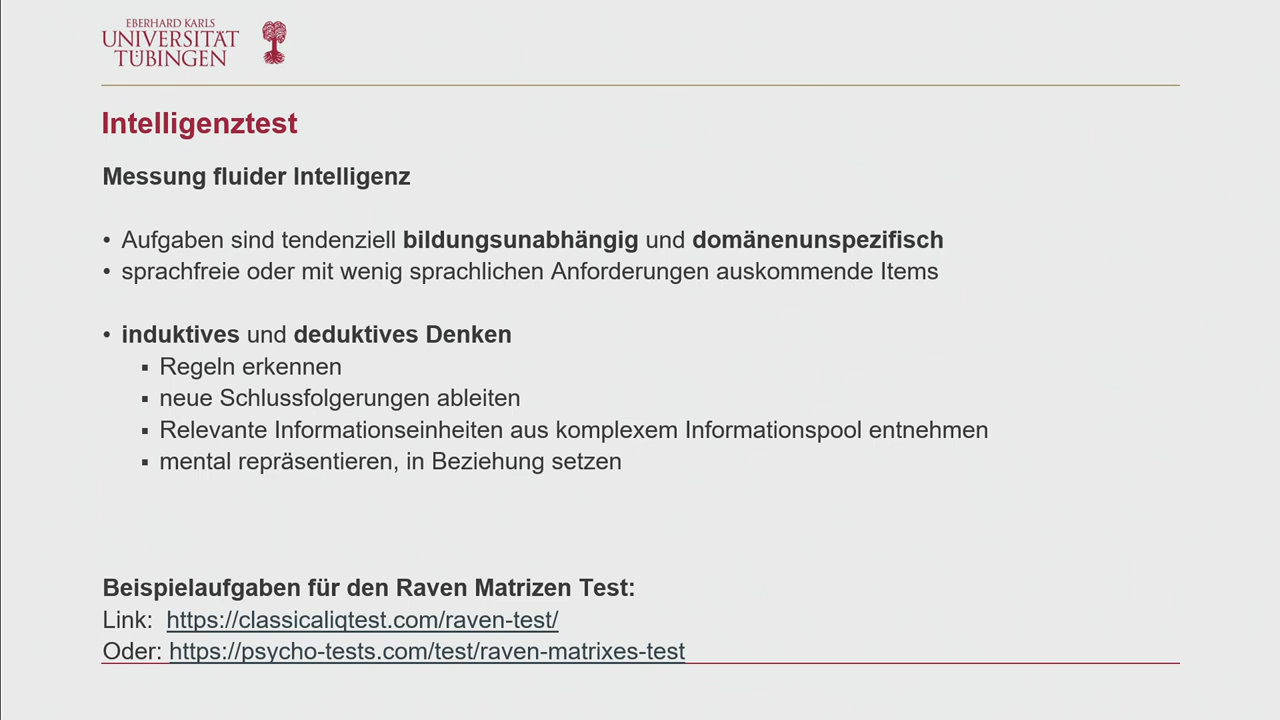 EBERHARD KARLS
UNIVERSITÄT
TÜBINGEN
Intelligenztest
Messung fluider Intelligenz
• Aufgaben sind tendenziell bildungsunabhängig und domänenunspezifisch
• sprachfreie oder mit wenig sprachlichen Anforderungen auskommende Items
• induktives und deduktives Denken
▪ Regeln erkennen
▪ neue Schlussfolgerungen ableiten
▪ Relevante Informationseinheiten aus komplexem Informationspool entnehmen
▪ mental repräsentieren, in Beziehung setzen
Beispielaufgaben für den Raven Matrizen Test:
Link: https://classicaliqtest.com/raven-test/
Oder: https://psycho-tests.com/test/raven-matrixes-test